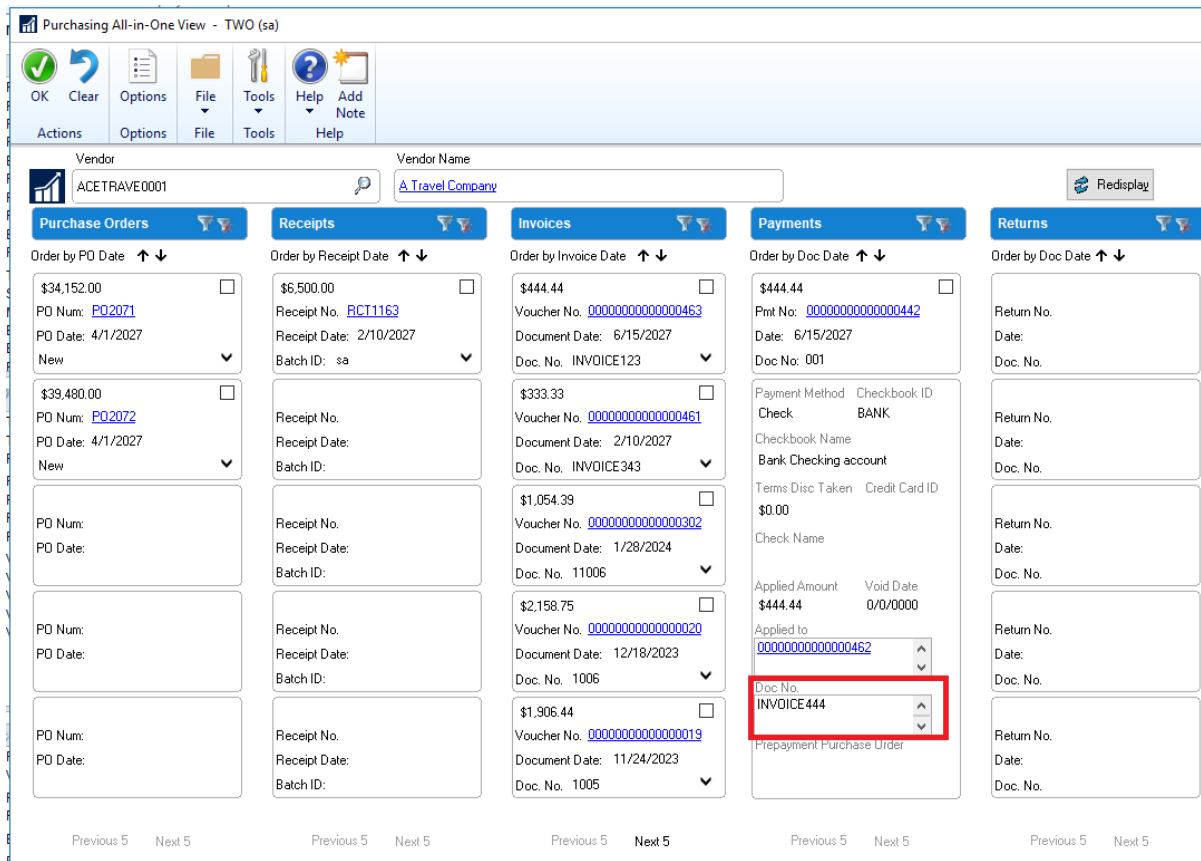 Purchasing All-in-One View - TWO (sa)
OK Clear Options File Tools Help Add Note
Actions Options File Tools Help
Vendor Vendor Name
ACETRAVE0001 A Travel Company Redisplay
Purchase Orders Receipts Invoices Payments Returns
Order by PO Date Order by Receipt Date Order by Invoice Date Order by Doc Date Order by Doc Date
$34,152.00
PO Num: PO2071
PO Date: 4/1/2027
New
$39,480.00
PO Num: PO2072
PO Date: 4/1/2027
New
PO Num:
PO Date:
PO Num:
PO Date:
PO Num:
PO Date:
Previous 5 Next 5
$6,500.00
Receipt No. RCT1163
Receipt Date: 2/10/2027
Batch ID: sa
Receipt No.
Receipt Date:
Batch ID:
Receipt No.
Receipt Date:
Batch ID:
Receipt No.
Receipt Date:
Batch ID:
Receipt No.
Receipt Date:
Batch ID:
Previous 5 Next 5
$444.44
Voucher No. 00000000000000463
Document Date: 6/15/2027
Doc. No. INVOICE123
$333.33
Voucher No. 00000000000000461
Document Date: 2/10/2027
Doc. No. INVOICE343
$1,054.39
Voucher No. 00000000000000302
Document Date: 1/28/2024
Doc. No. 11006
$2,158.75
Voucher No. 00000000000000020
Document Date: 12/18/2023
Doc. No. 1006
$1,906.44
Voucher No. 00000000000000019
Document Date: 11/24/2023
Doc. No. 1005
Previous 5 Next 5
$444.44
Pmt No: 00000000000000442
Date: 6/15/2027
Doc No: 001
Payment Method Checkbook ID
Check BANK
Checkbook Name
Bank Checking account
Terms Disc Taken Credit Card ID
$0.00
Check Name
Applied Amount Void Date
$444.44 0/0/0000
Applied to
00000000000000462
Doc No.
INVOICE444
Prepayment Purchase Order
Previous 5 Next 5
Return No.
Date:
Doc. No.
Return No.
Date:
Doc. No.
Return No.
Date:
Doc. No.
Return No.
Date:
Doc. No.
Return No.
Date:
Doc. No.
Previous 5 Next 5